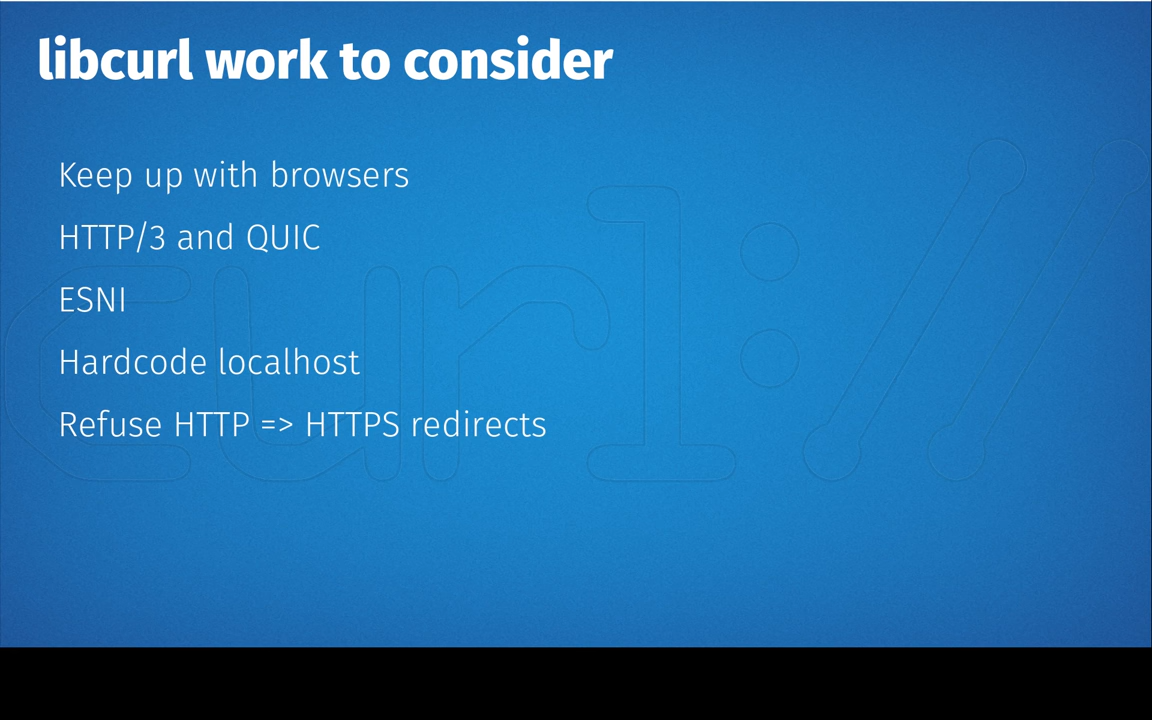 libcurl work to consider
Keep up with browsers
HTTP/3 and QUIC
ESNI
Hardcode localhost
Refuse HTTP => HTTPS redirects
curl://